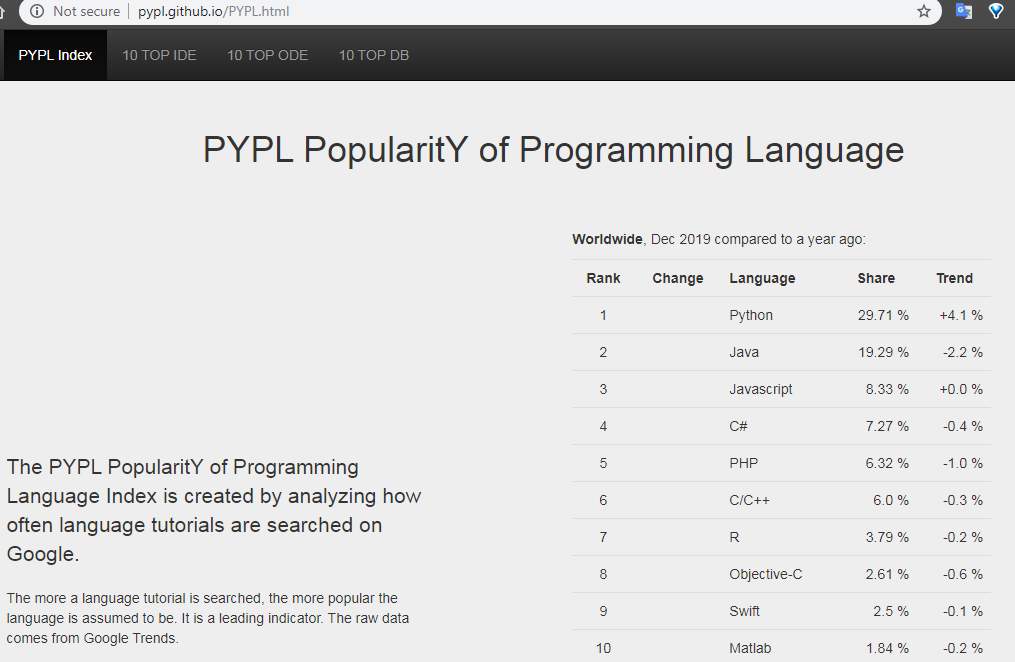 Not secure | pypl.github.io/PYPL.html
PYPL Index 10 TOP IDE 10 TOP ODE 10 TOP DB
PYPL PopularitY of Programming Language
The PYPL PopularitY of Programming
Language Index is created by analyzing how
often language tutorials are searched on
Google.
The more a language tutorial is searched, the more popular the
language is assumed to be. It is a leading indicator. The raw data
comes from Google Trends.
Worldwide, Dec 2019 compared to a year ago:
Rank Change Language Share Trend
1 Python 29.71 % +4.1 %
2 Java 19.29 % -2.2 %
3 Javascript 8.33 % +0.0 %
4 C# 7.27 % -0.4 %
5 PHP 6.32 % -1.0 %
6 C/C++ 6.0 % -0.3 %
7 R 3.79 % -0.2 %
8 Objective-C 2.61 % -0.6 %
9 Swift 2.5 % -0.1 %
10 Matlab 1.84 % -0.2 %